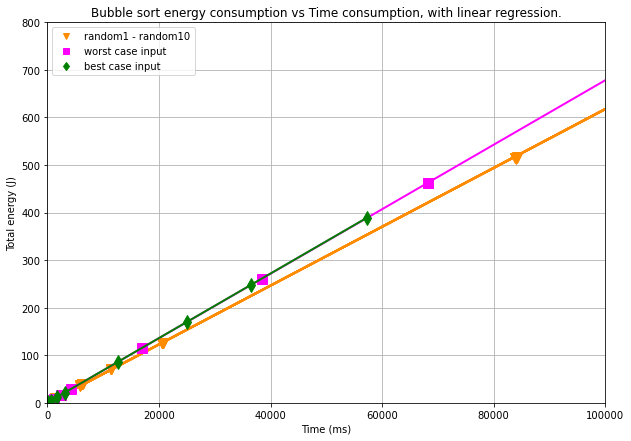 Bubble sort energy consumption vs Time consumption, with linear regression.
random1 - random10
worst case input
best case input
800
700
600
500
400
300
200
100
0
Total energy (J)
0 20000 40000 60000 80000 100000
Time (ms)